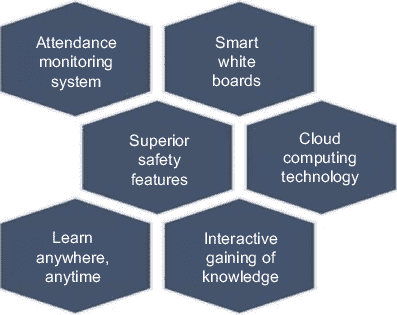 Attendance
monitoring
system
Smart
white
boards
Superior
safety
features
Cloud
computing
technology
Learn
anywhere,
anytime
Interactive
gaining of
knowledge